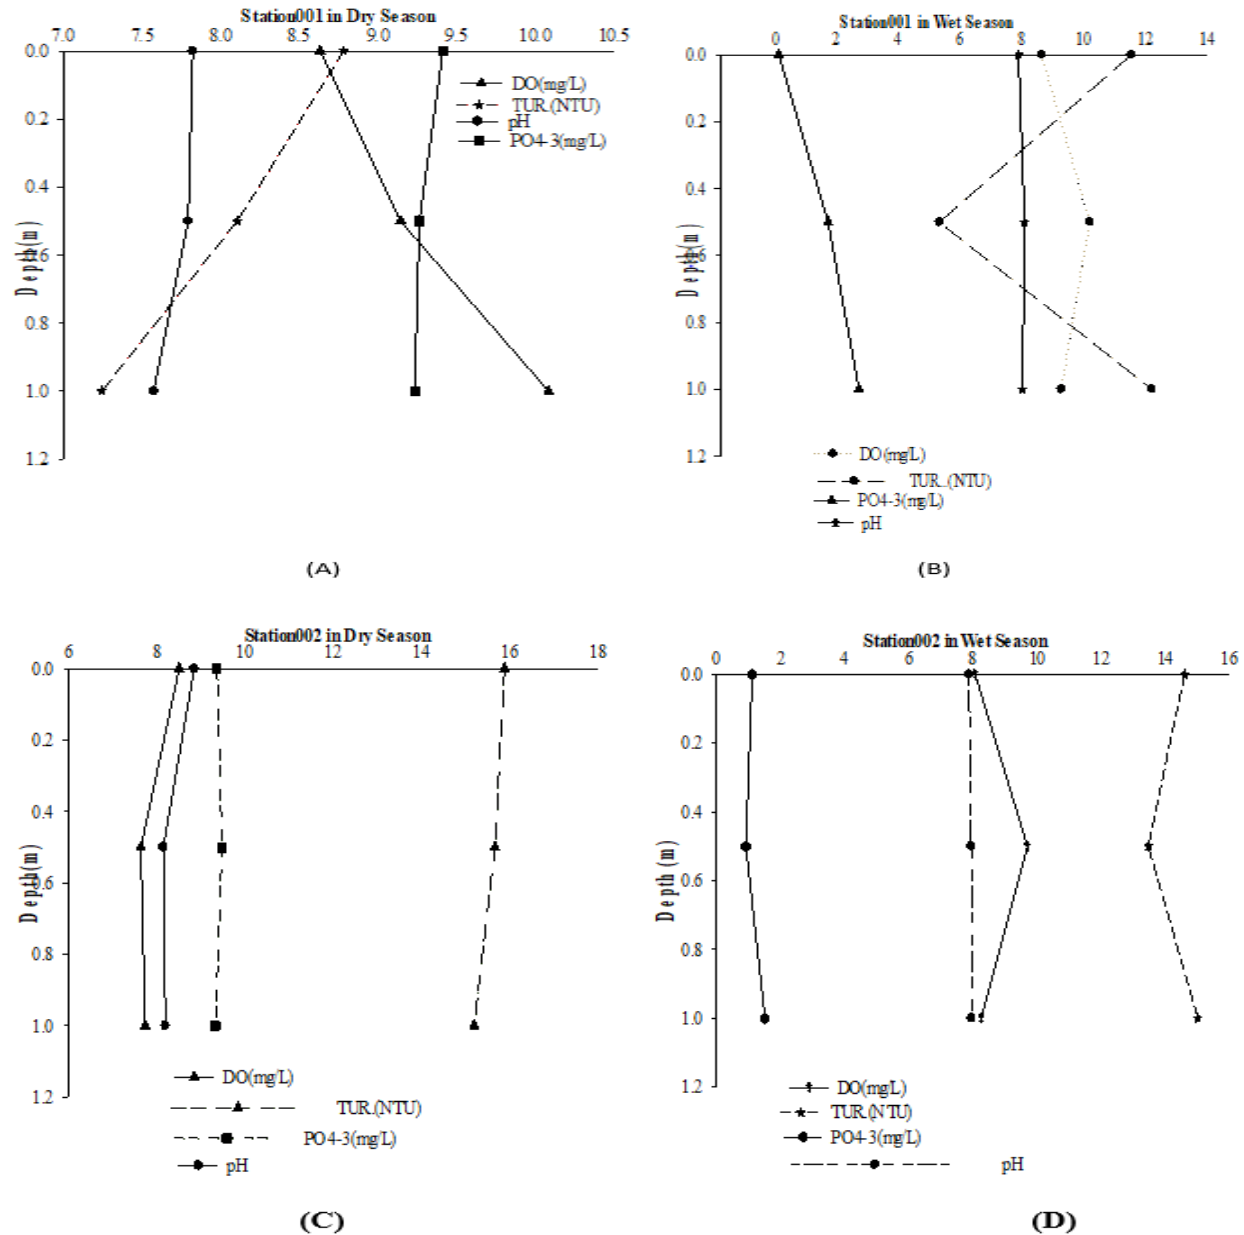 Station001 in Dry Season
7.0 7.5 8.0 8.5 9.0 9.5 10.0 10.5
0.0
0.2
0.4
0.6
0.8
1.0
1.2
Depth(m)
DO(mg/L)
TUR.(NTU)
pH
PO4-3(mg/L)
(A)
Station001 in Wet Season
0 2 4 6 8 10 12 14
0.0
0.2
0.4
0.6
0.8
1.0
1.2
Depth(m)
DO(mg/L)
TUR..(NTU)
PO4-3(mg/L)
pH
(B)
Station002 in Dry Season
6 8 10 12 14 16 18
0.0
0.2
0.4
0.6
0.8
1.0
1.2
Depth(m)
DO(mg/L)
TUR.(NTU)
PO4-3(mg/L)
pH
(C)
Station002 in Wet Season
0 2 4 6 8 10 12 14 16
0.0
0.2
0.4
0.6
0.8
1.0
1.2
Depth (m)
DO(mg/L)
TUR.(NTU)
PO4-3(mg/L)
pH
(D)